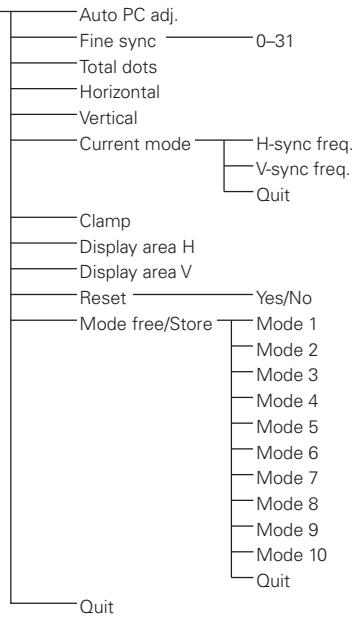 Auto PC adj.
Fine sync 0–31
Total dots
Horizontal
Vertical
Current mode H-sync freq.
V-sync freq.
Quit
Clamp
Display area H
Display area V
Reset Yes/No
Mode free/Store Mode 1
Mode 2
Mode 3
Mode 4
Mode 5
Mode 6
Mode 7
Mode 8
Mode 9
Mode 10
Quit
Quit